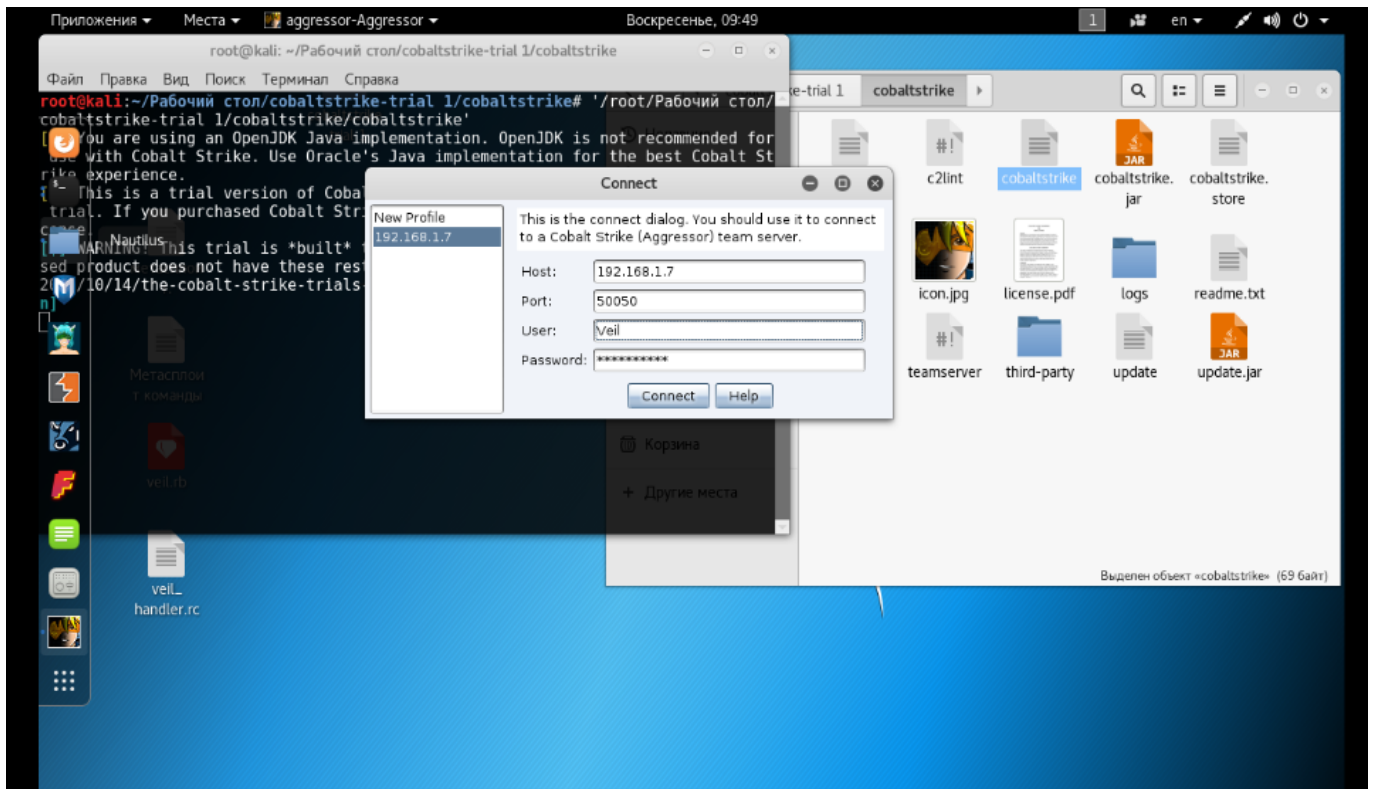 Приложения
Места
aggressor-Aggressor
Воскресенье, 09:49
1
en
root@kali: ~/Рабочий стол/cobaltstrike-trial 1/cobaltstrike
Файл Правка Вид Поиск Терминал Справка
root@kali:~/Рабочий стол/cobaltstrike-trial 1/cobaltstrike# '/root/Рабочий стол/
cobaltstrike-trial 1/cobaltstrike/cobaltstrike'
You are using an OpenJDK Java implementation. OpenJDK is not recommended for
use with Cobalt Strike. Use Oracle's Java implementation for the best Cobalt St
rike experience.
This is a trial version of Coba
trial. If you purchased Cobalt Stri
WARNING! This trial is *built*
sed product does not have these rest
/10/14/the-cobalt-strike-trials-
n]
Nautilus
Метасплои
т команды
veil.rb
veil_
handler.rc
Connect
New Profile
192.168.1.7
This is the connect dialog. You should use it to connect
to a Cobalt Strike (Aggressor) team server.
Host: 192.168.1.7
Port: 50050
User: Veil
Password: **********
Connect Help
Корзина
+ Другие места
ke-trial 1
cobaltstrike
c2lint
cobaltstrike
JAR
cobaltstrike.
jar
cobaltstrike.
store
icon.jpg
license.pdf
logs
readme.txt
teamserver
third-party
update
JAR
update.jar
Выделен объект «cobaltstrike» (69 байт)